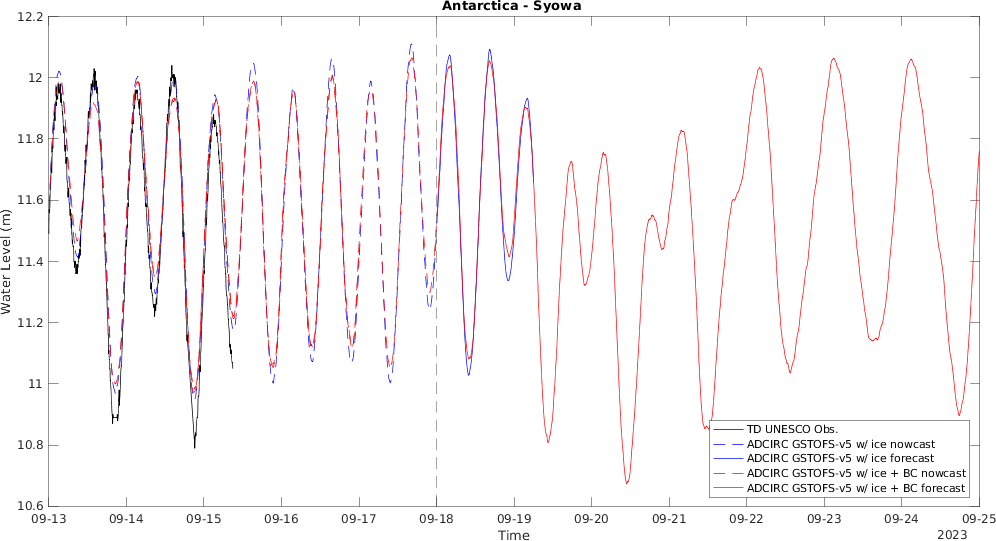 Antarctica - Syowa
12.2
12
11.8
11.6
11.4
11.2
11
10.8
10.6
Water Level (m)
TD UNESCO Obs.
ADCIRC GSTOFS-v5 w/ ice nowcast
ADCIRC GSTOFS-v5 w/ ice forecast
ADCIRC GSTOFS-v5 w/ ice + BC nowcast
ADCIRC GSTOFS-v5 w/ ice + BC forecast
09-13 09-14 09-15 09-16 09-17 09-18 09-19 09-20 09-21 09-22 09-23 09-24 09-25
Time
2023